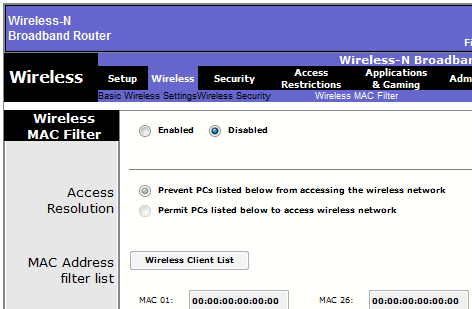 Wireless-N
Broadband Router
Fi
Wireless-N Broadban
Wireless
Setup Wireless Security Access Restrictions Applications & Gaming Adm
Basic Wireless Settings Wireless Security Wireless MAC Filter
Wireless MAC Filter
Enabled Disabled
Access Resolution
Prevent PCs listed below from accessing the wireless network
Permit PCs listed below to access wireless network
MAC Address filter list
Wireless Client List
MAC 01: 00:00:00:00:00:00 MAC 26: 00:00:00:00:00:00